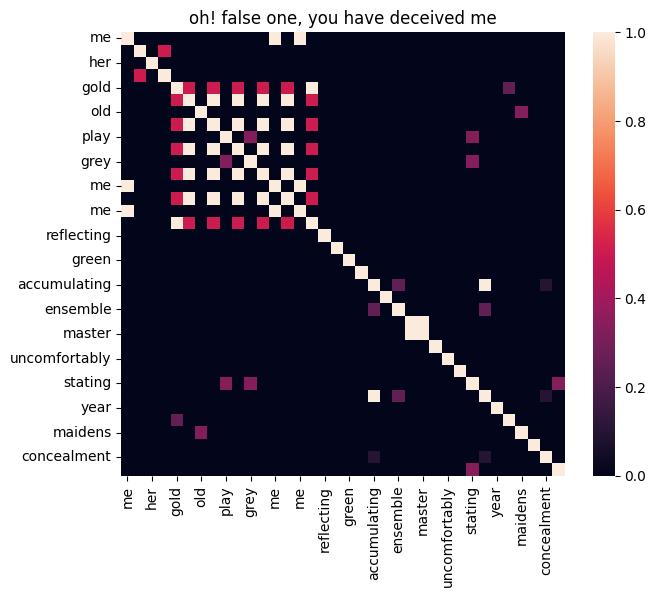 oh! false one, you have deceived me
me
her
gold
old
play
grey
me
me
reflecting
green
accumulating
ensemble
master
uncomfortably
stating
year
maidens
concealment
1.0
0.8
0.6
0.4
0.2
0.0
me
her
gold
old
play
grey
me
me
reflecting
green
accumulating
ensemble
master
uncomfortably
stating
year
maidens
concealment